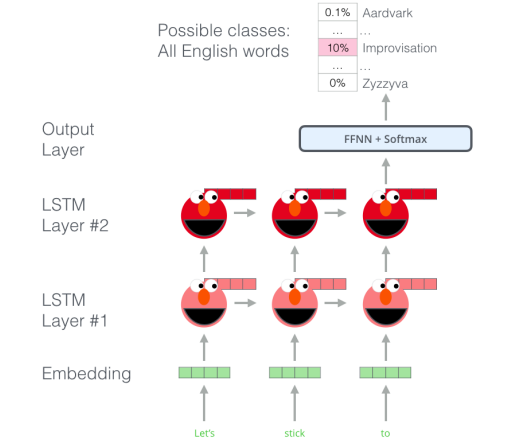 Possible classes:
All English words
0.1% Aardvark
... ...
10% Improvisation
... ...
0% Zyzzyva
Output
Layer
FFNN + Softmax
LSTM
Layer #2
LSTM
Layer #1
Embedding
Let's stick to